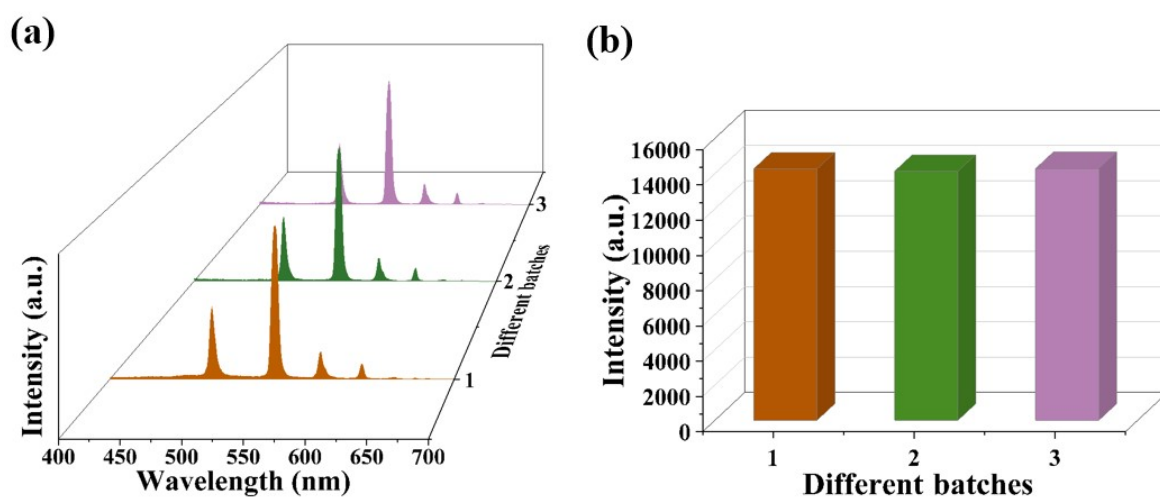 (a)
Intensity (a.u.)
400 450 500 550 600 650 700
Wavelength (nm)
1
2
3
Different batches
(b)
16000
14000
12000
10000
8000
6000
4000
2000
0
Intensity (a.u.)
1 2 3
Different batches